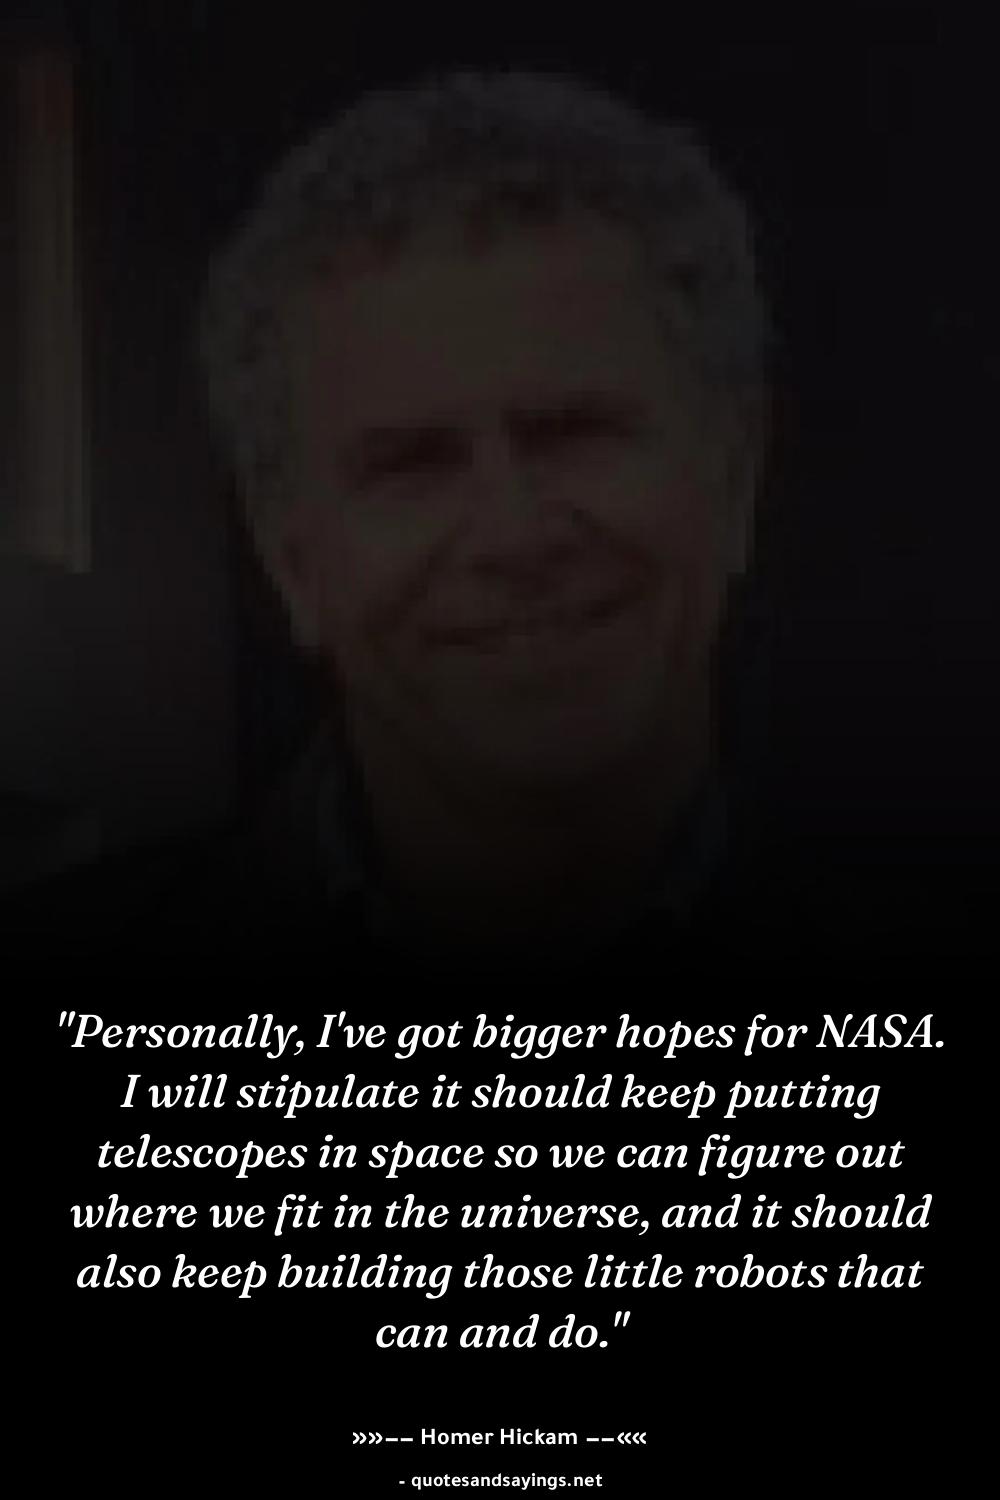 "Personally, I've got bigger hopes for NASA.
I will stipulate it should keep putting
telescopes in space so we can figure out
where we fit in the universe, and it should
also keep building those little robots that
can and do."
»»–– Homer Hickam ––««
- quotesandsayings.net